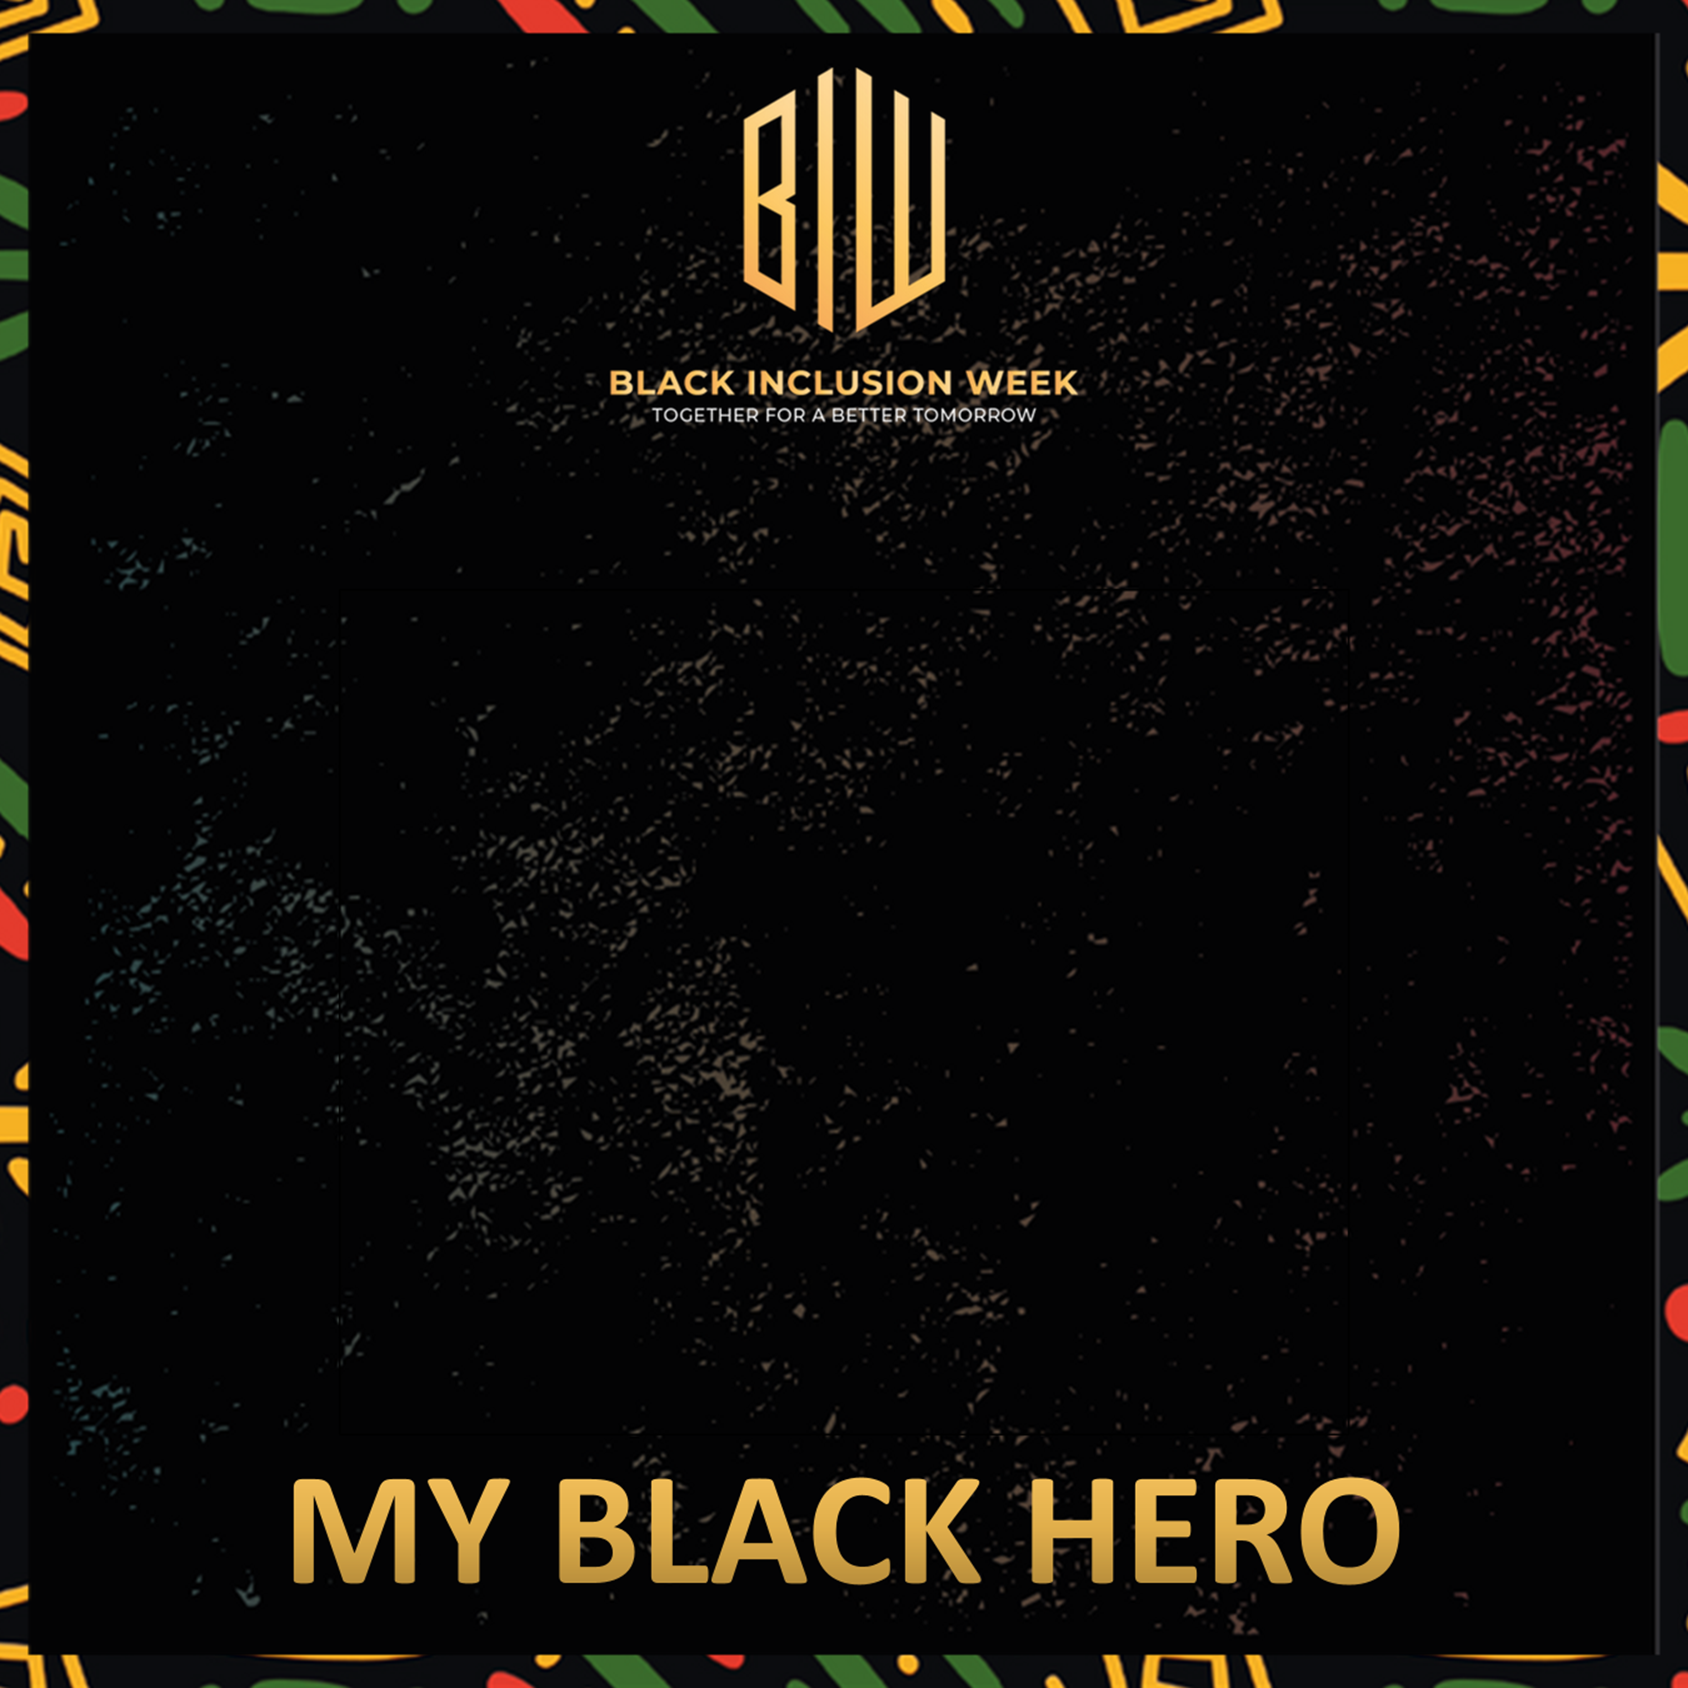 BIW
BLACK INCLUSION WEEK
TOGETHER FOR A BETTER TOMORROW
MY BLACK HERO